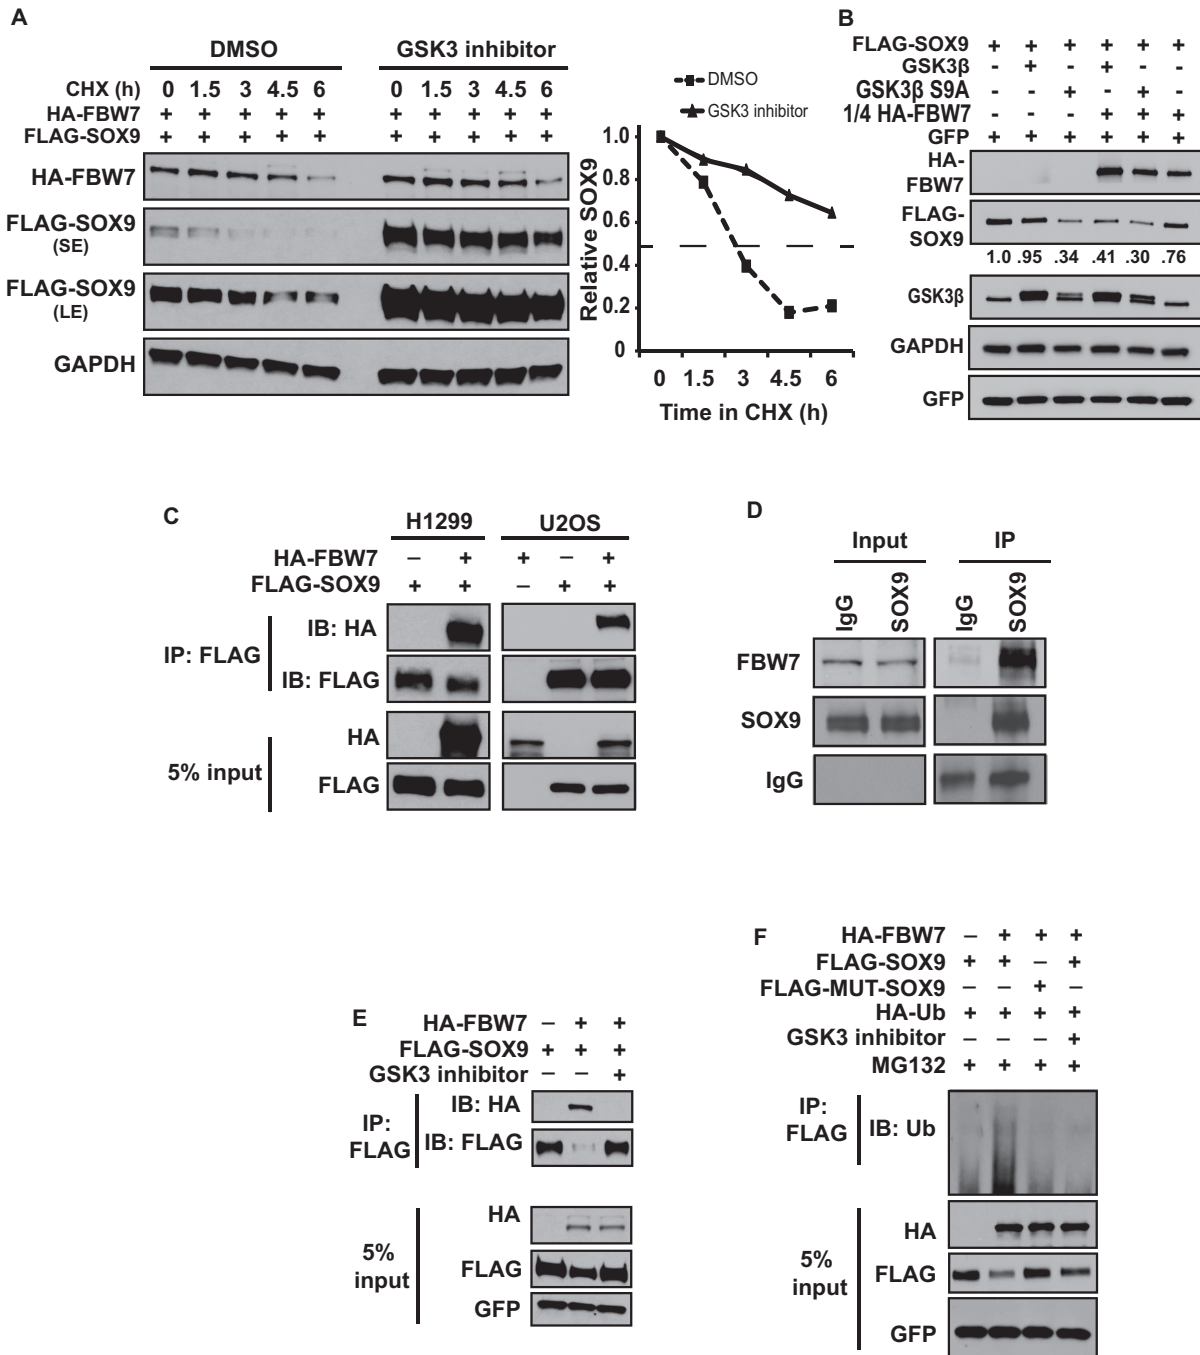 A
DMSO
GSK3 inhibitor
CHX (h) 0 1.5 3 4.5 6 0 1.5 3 4.5 6
HA-FBW7 + + + + + + + + + +
FLAG-SOX9 + + + + + + + + + +
HA-FBW7
FLAG-SOX9
(SE)
FLAG-SOX9
(LE)
GAPDH
DMSO
GSK3 inhibitor
Relative SOX9
1.0
0.8
0.6
0.4
0.2
0
0 1.5 3 4.5 6
Time in CHX (h)
B
FLAG-SOX9 + + + + + +
GSK3β - + - + - -
GSK3β S9A - - + - + -
1/4 HA-FBW7 - - - + + +
GFP + + + + + +
HA-
FBW7
FLAG-
SOX9
1.0 .95 .34 .41 .30 .76
GSK3β
GAPDH
GFP
C
H1299
U2OS
HA-FBW7 – + + – +
FLAG-SOX9 + + – + +
IP: FLAG
IB: HA
IB: FLAG
5% input
HA
FLAG
D
Input
IP
IgG
SOX9
IgG
SOX9
FBW7
SOX9
IgG
E
HA-FBW7 – + +
FLAG-SOX9 + + +
GSK3 inhibitor – – +
IP:
FLAG
IB: HA
IB: FLAG
5%
input
HA
FLAG
GFP
F
HA-FBW7 – + + +
FLAG-SOX9 + + – +
FLAG-MUT-SOX9 – – + –
HA-Ub + + + +
GSK3 inhibitor – – – +
MG132 + + + +
IP:
FLAG
IB: Ub
5%
input
HA
FLAG
GFP